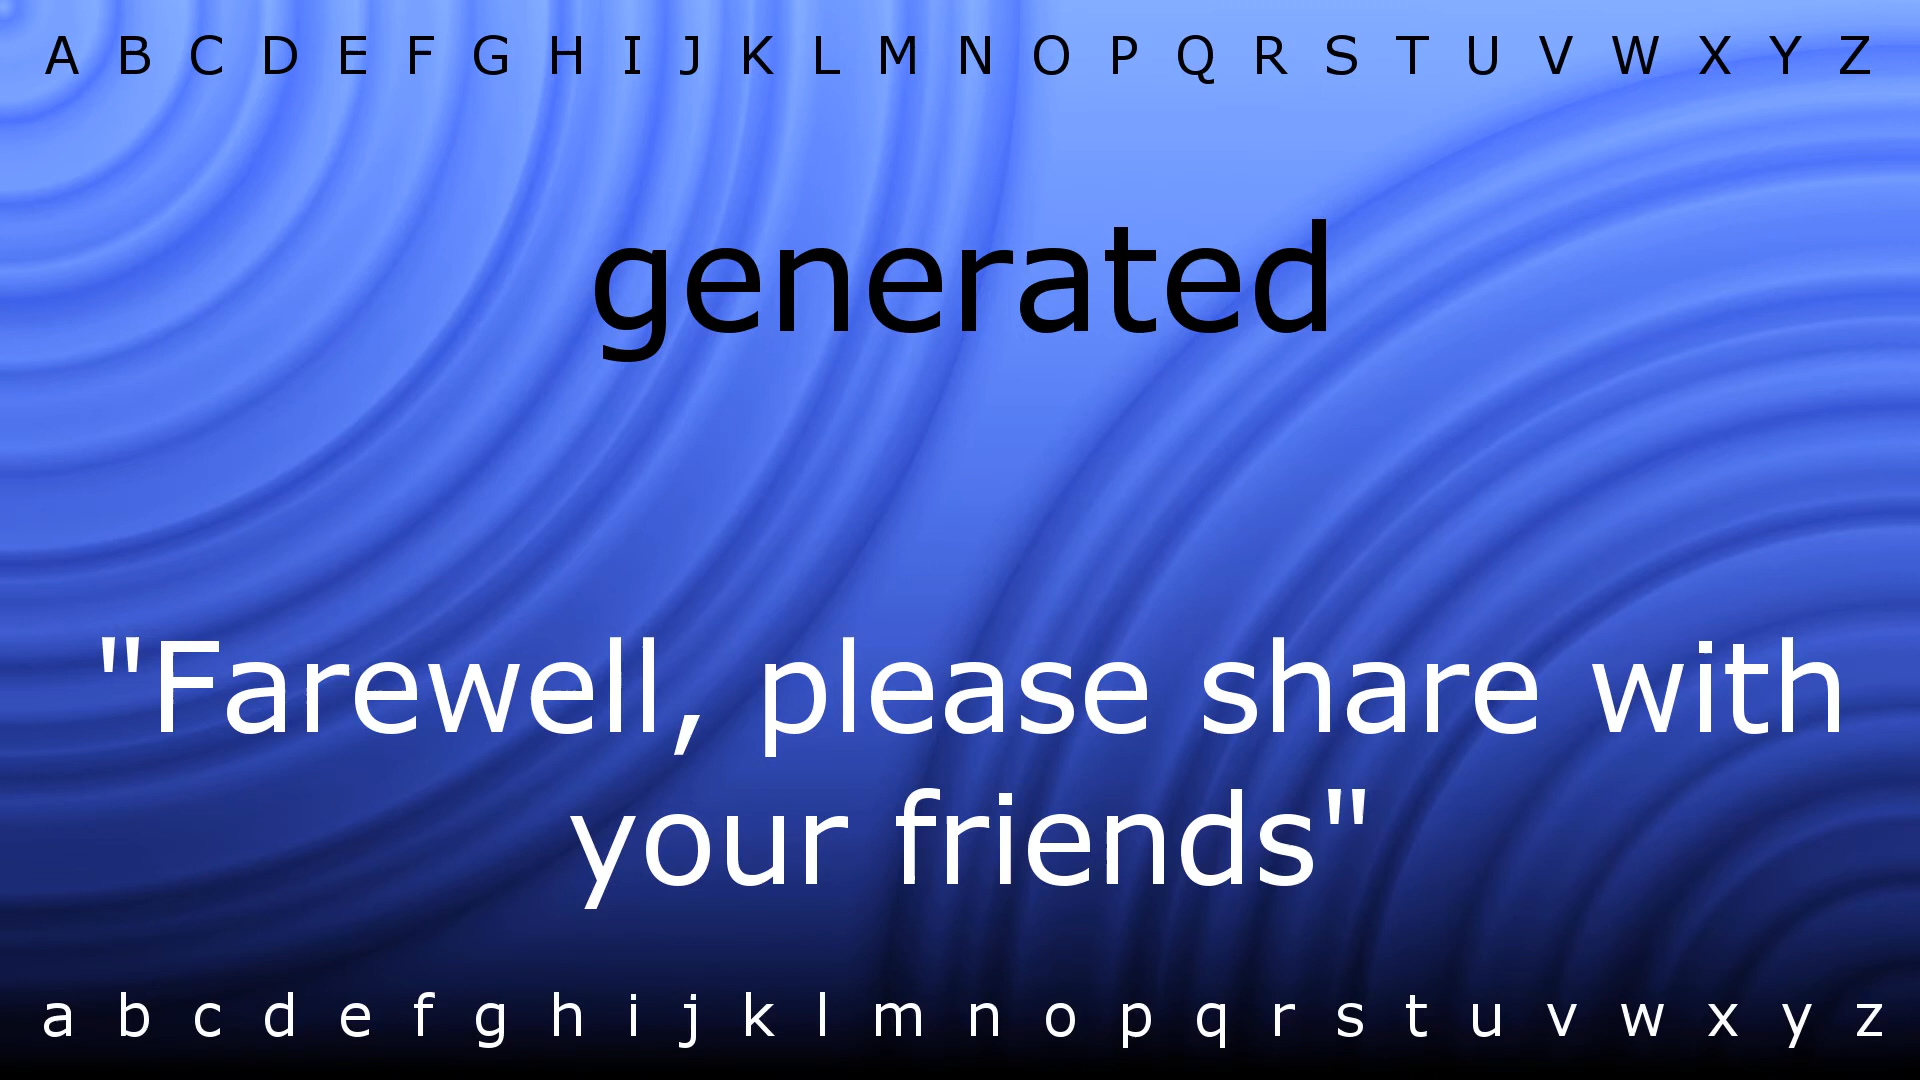 A B C D E F G H I J K L M N O P Q R S T U V W X Y Z
generated
"Farewell, please share with
your friends"
a b c d e f g h i j k l m n o p q r s t u v w x y z